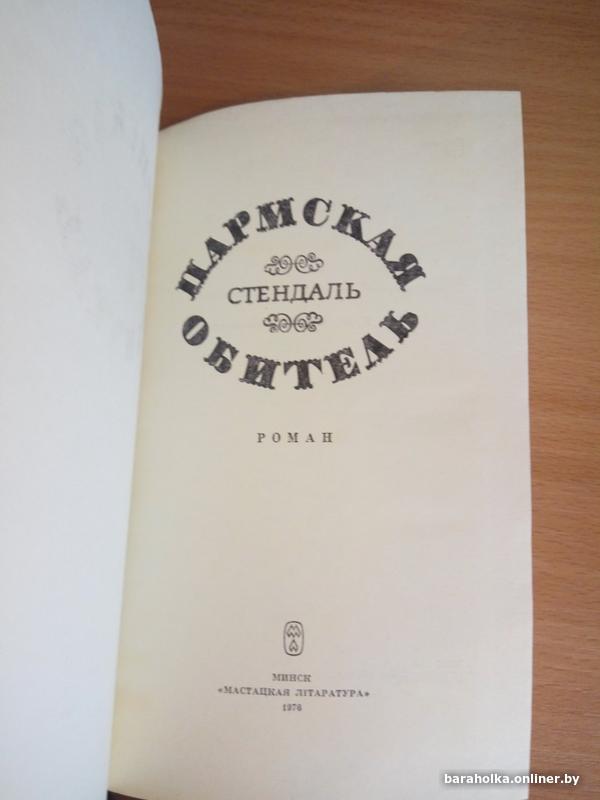 ПАРМСКАЯ
СТЕНДАЛЬ
ОБИТЕЛЬ
РОМАН
МИНСК
«МАСТАЦКАЯ ЛІТАРАТУРА»
1976
baraholka.onliner.by